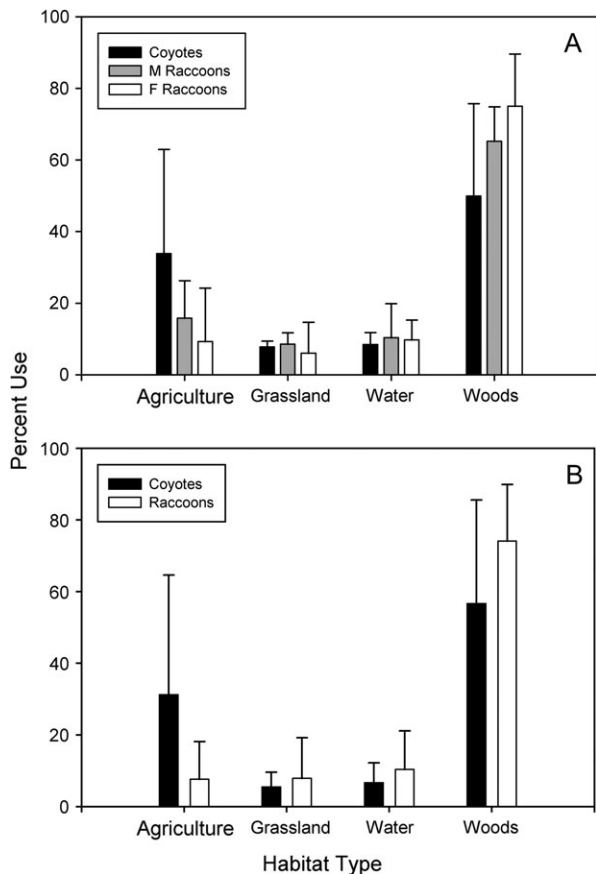 100
80
60
40
20
0
A
Coyotes
M Raccoons
F Raccoons
Agriculture Grassland Water Woods
Percent Use
100
80
60
40
20
0
B
Coyotes
Raccoons
Agriculture Grassland Water Woods
Habitat Type